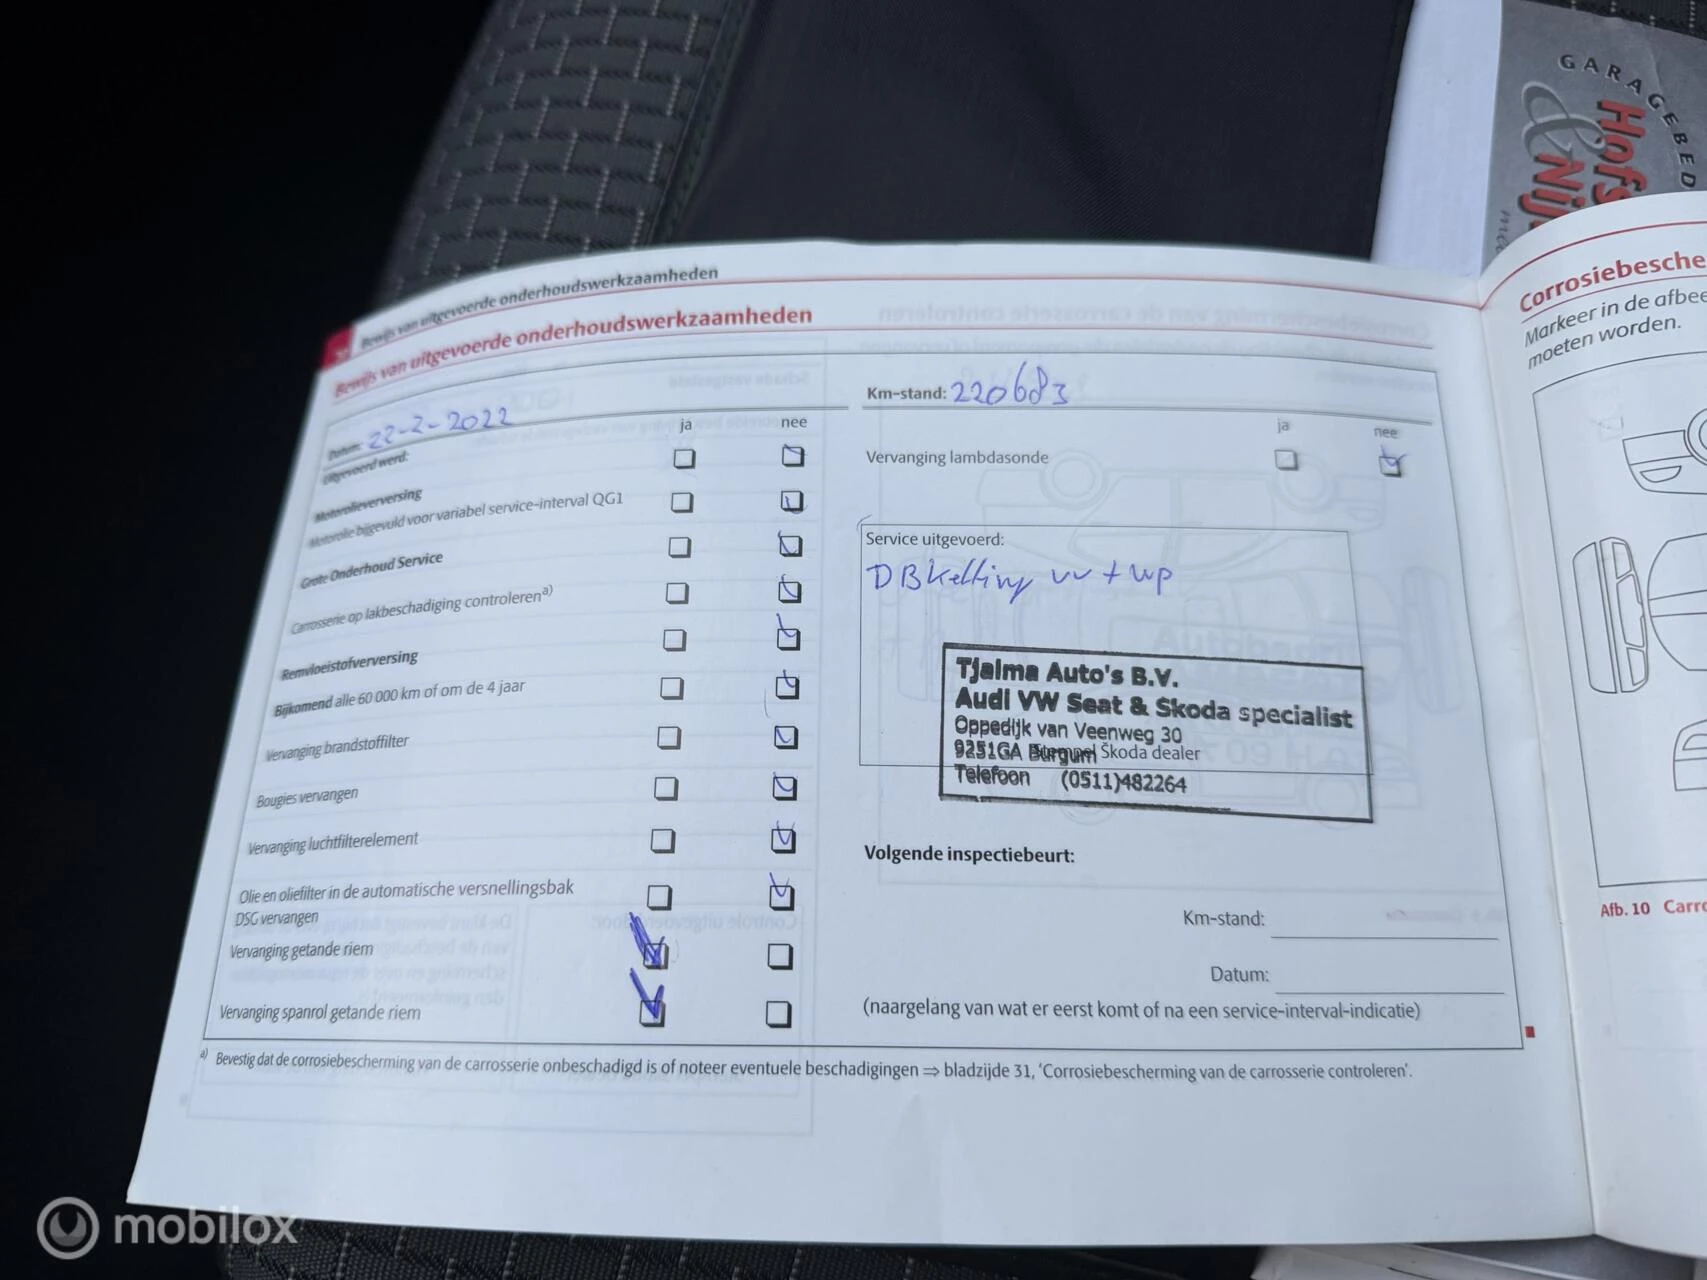 Bewijs van uitgevoerde onderhoudswerkzaamheden
Bewijs van uitgevoerde onderhoudswerkzaamheden
Datum: 22-2-2022
Uitgevoerd werd:
ja nee
Motorolieverversing
Motorolie bijgevuld voor variabel service-interval QG1
Grote Onderhoud Service
Carrosserie op lakbeschadiging controleren a)
Remvloeistofverversing
Bijkomend alle 60 000 km of om de 4 jaar
Vervanging brandstoffilter
Bougies vervangen
Vervanging luchtfilterelement
Olie en oliefilter in de automatische versnellingsbak
DSG vervangen
Vervanging getande riem
Vervanging spanrol getande riem
Km-stand: 220683
ja nee
Vervanging lambdasonde
Service uitgevoerd:
DB ketting vv + wp
Tjalma Auto's B.V.
Audi VW Seat & Skoda specialist
Oppedijk van Veenweg 30
9251GA Burgum
Stempel Škoda dealer
Telefoon (0511)482264
Volgende inspectiebeurt:
Km-stand:
Datum:
(naargelang van wat er eerst komt of na een service-interval-indicatie)
a) Bevestig dat de corrosiebescherming van de carrosserie onbeschadigd is of noteer eventuele beschadigingen ⇒ bladzijde 31, 'Corrosiebescherming van de carrosserie controleren'.
GARAGEBED
Hofs
& Nij
Corrosiebesche
Markeer in de afbee
moeten worden.
Afb. 10 Carro
mobilox